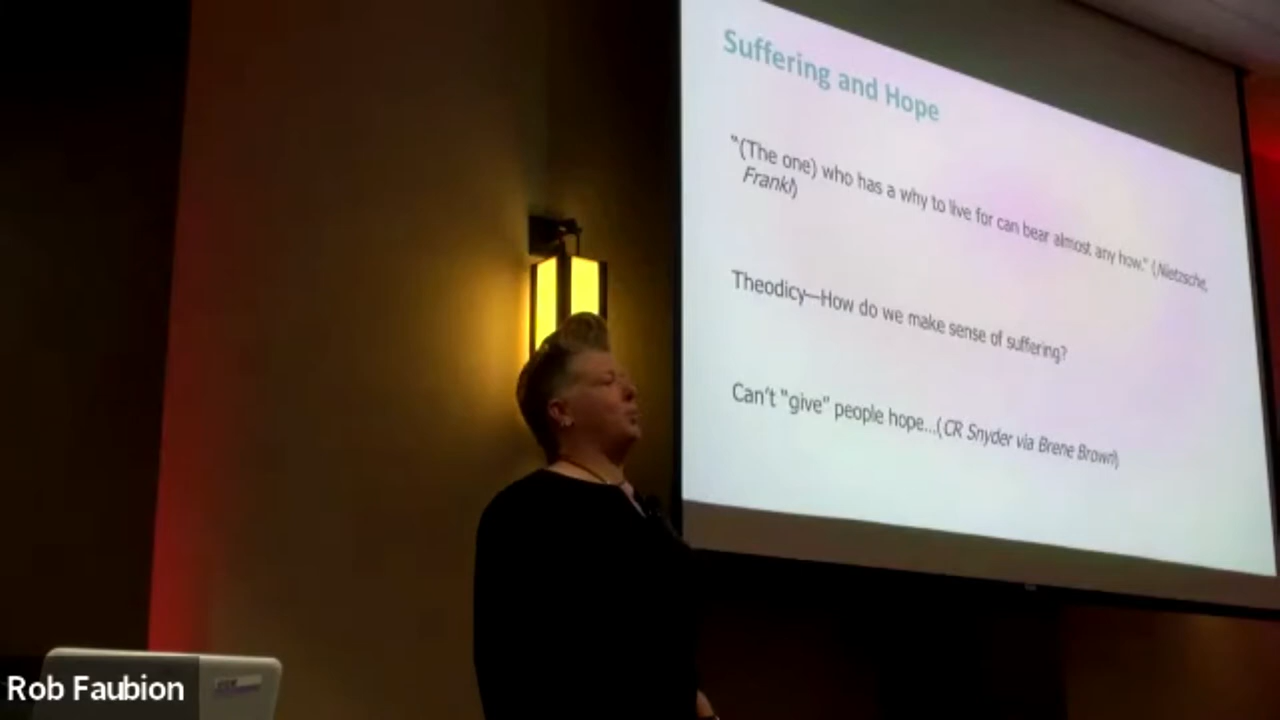 Suffering and Hope
"(The one) who has a why to live for can bear almost any how." (Nietzsche,
Frankl)
Theodicy—How do we make sense of suffering?
Can't "give" people hope...(CR Snyder via Brene Brown)
Rob Faubion